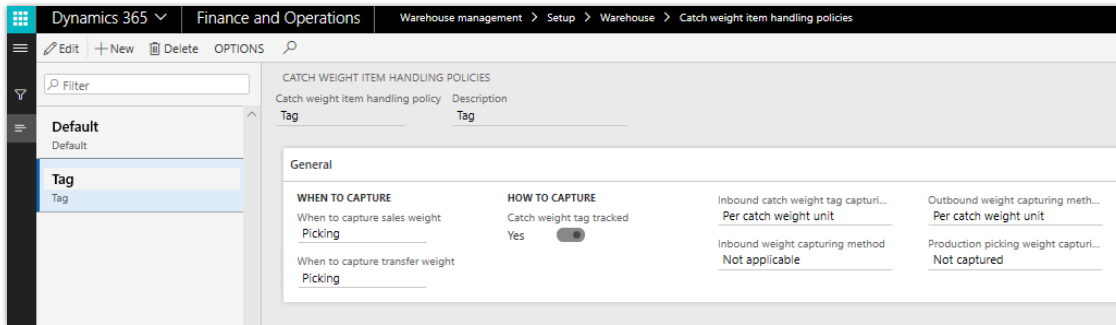 Dynamics 365 Finance and Operations Warehouse management > Setup > Warehouse > Catch weight item handling policies
Edit + New Delete OPTIONS
Filter
Default
Default
Tag
Tag
CATCH WEIGHT ITEM HANDLING POLICIES
Catch weight item handling policy Description
Tag Tag
General
WHEN TO CAPTURE
When to capture sales weight
Picking
When to capture transfer weight
Picking
HOW TO CAPTURE
Catch weight tag tracked
Yes
Inbound catch weight tag capturi...
Per catch weight unit
Inbound weight capturing method
Not applicable
Outbound weight capturing meth...
Per catch weight unit
Production picking weight capturi...
Not captured